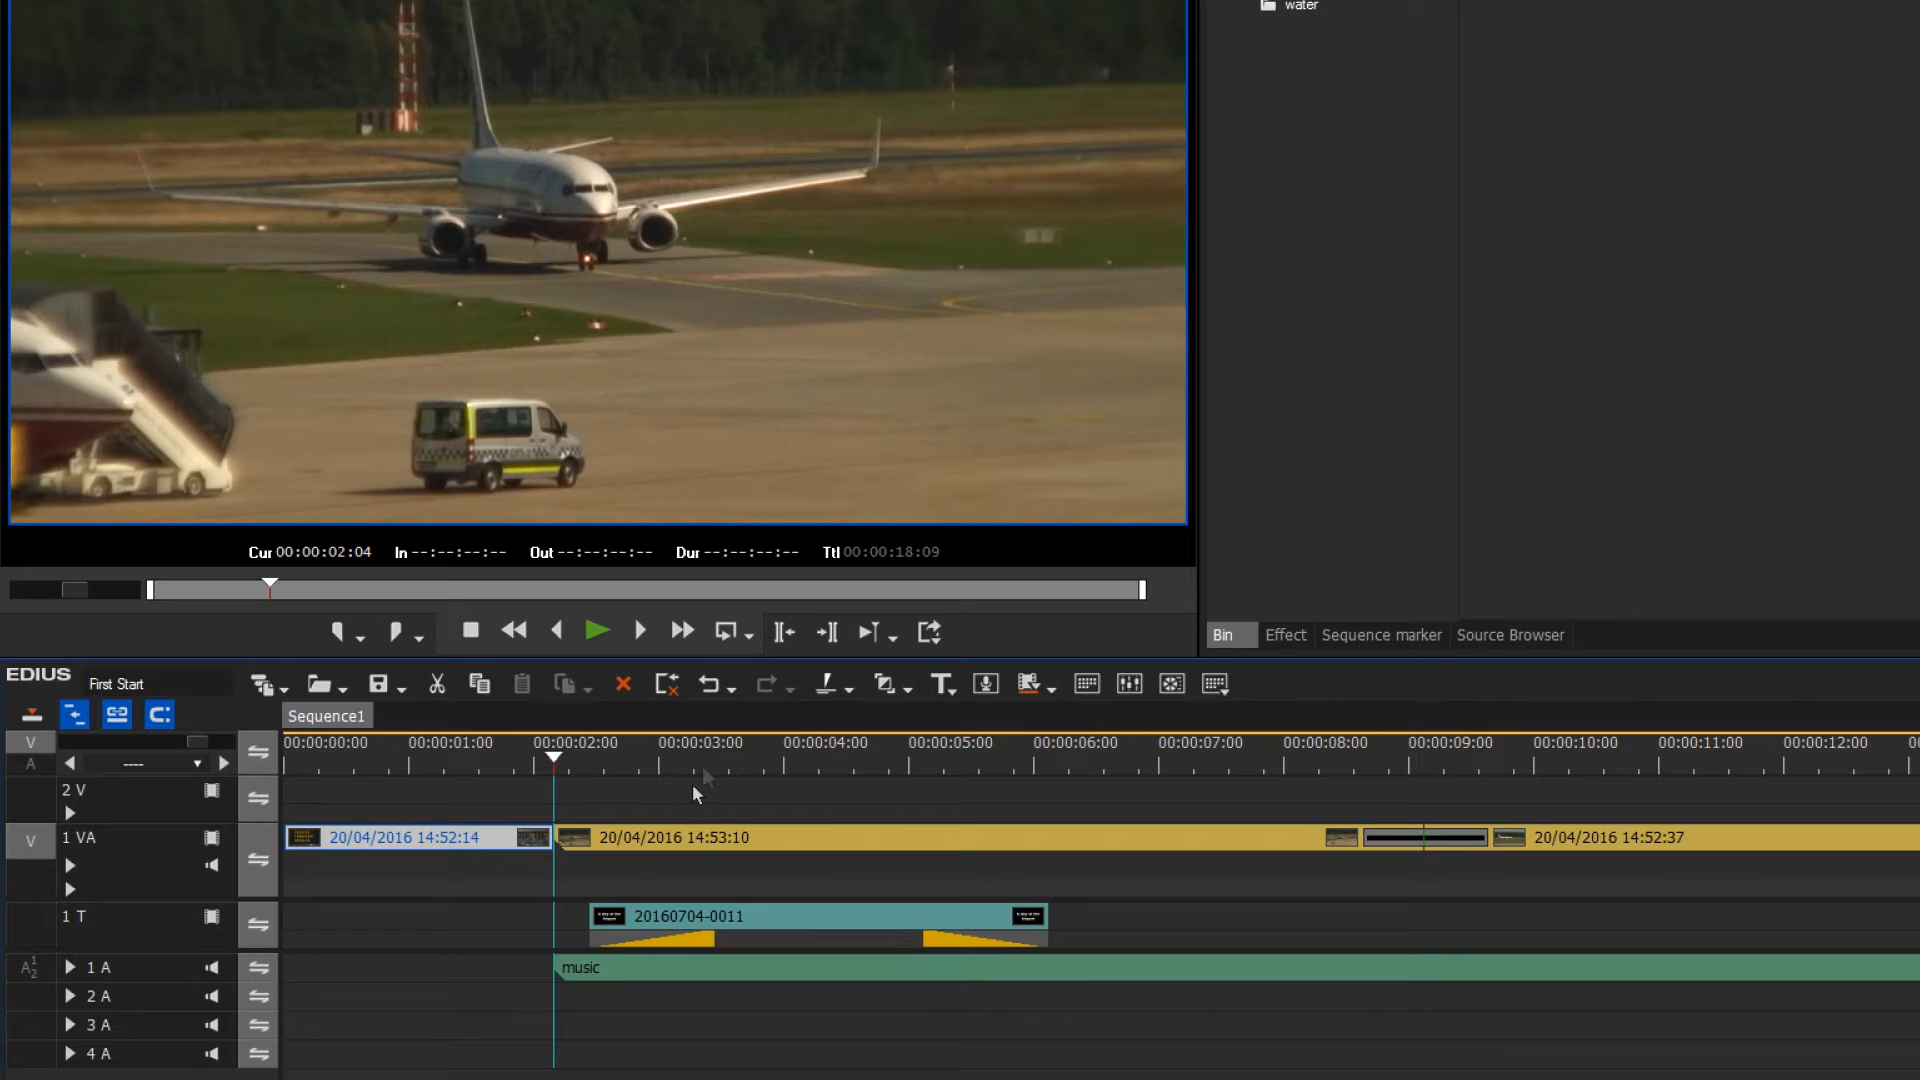 water
Cur 00:00:02:04 In --:--:--:-- Out --:--:--:-- Dur --:--:--:-- Ttl 00:00:18:09
Bin Effect Sequence marker Source Browser
EDIUS First Start
Sequence1
V 00:00:00:00 00:00:01:00 00:00:02:00 00:00:03:00 00:00:04:00 00:00:05:00 00:00:06:00 00:00:07:00 00:00:08:00 00:00:09:00 00:00:10:00 00:00:11:00 00:00:12:00
A ----
2 V
V 1 VA 20/04/2016 14:52:14 20/04/2016 14:53:10 20/04/2016 14:52:37
1 T 20160704-0011
A 1 2 1 A music
2 A
3 A
4 A